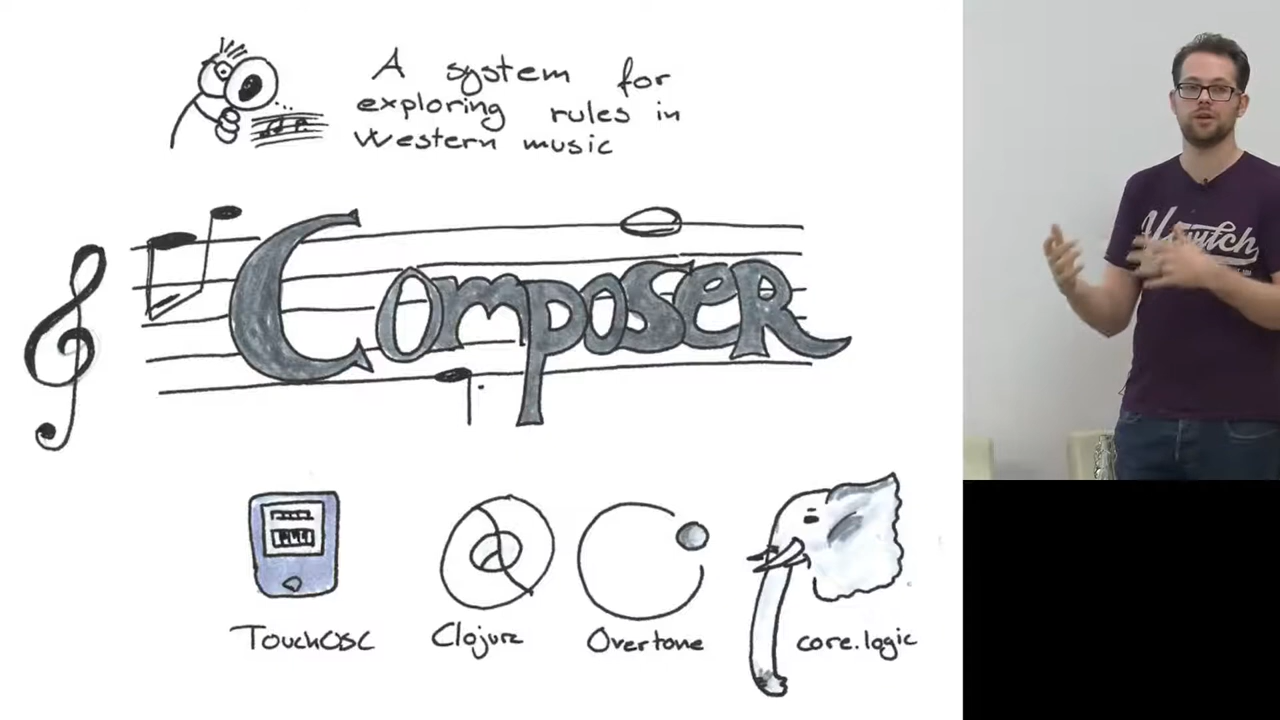 A system for
exploring rules in
Western music
Composer
TouchOSC
Clojure
Overtone
core.logic